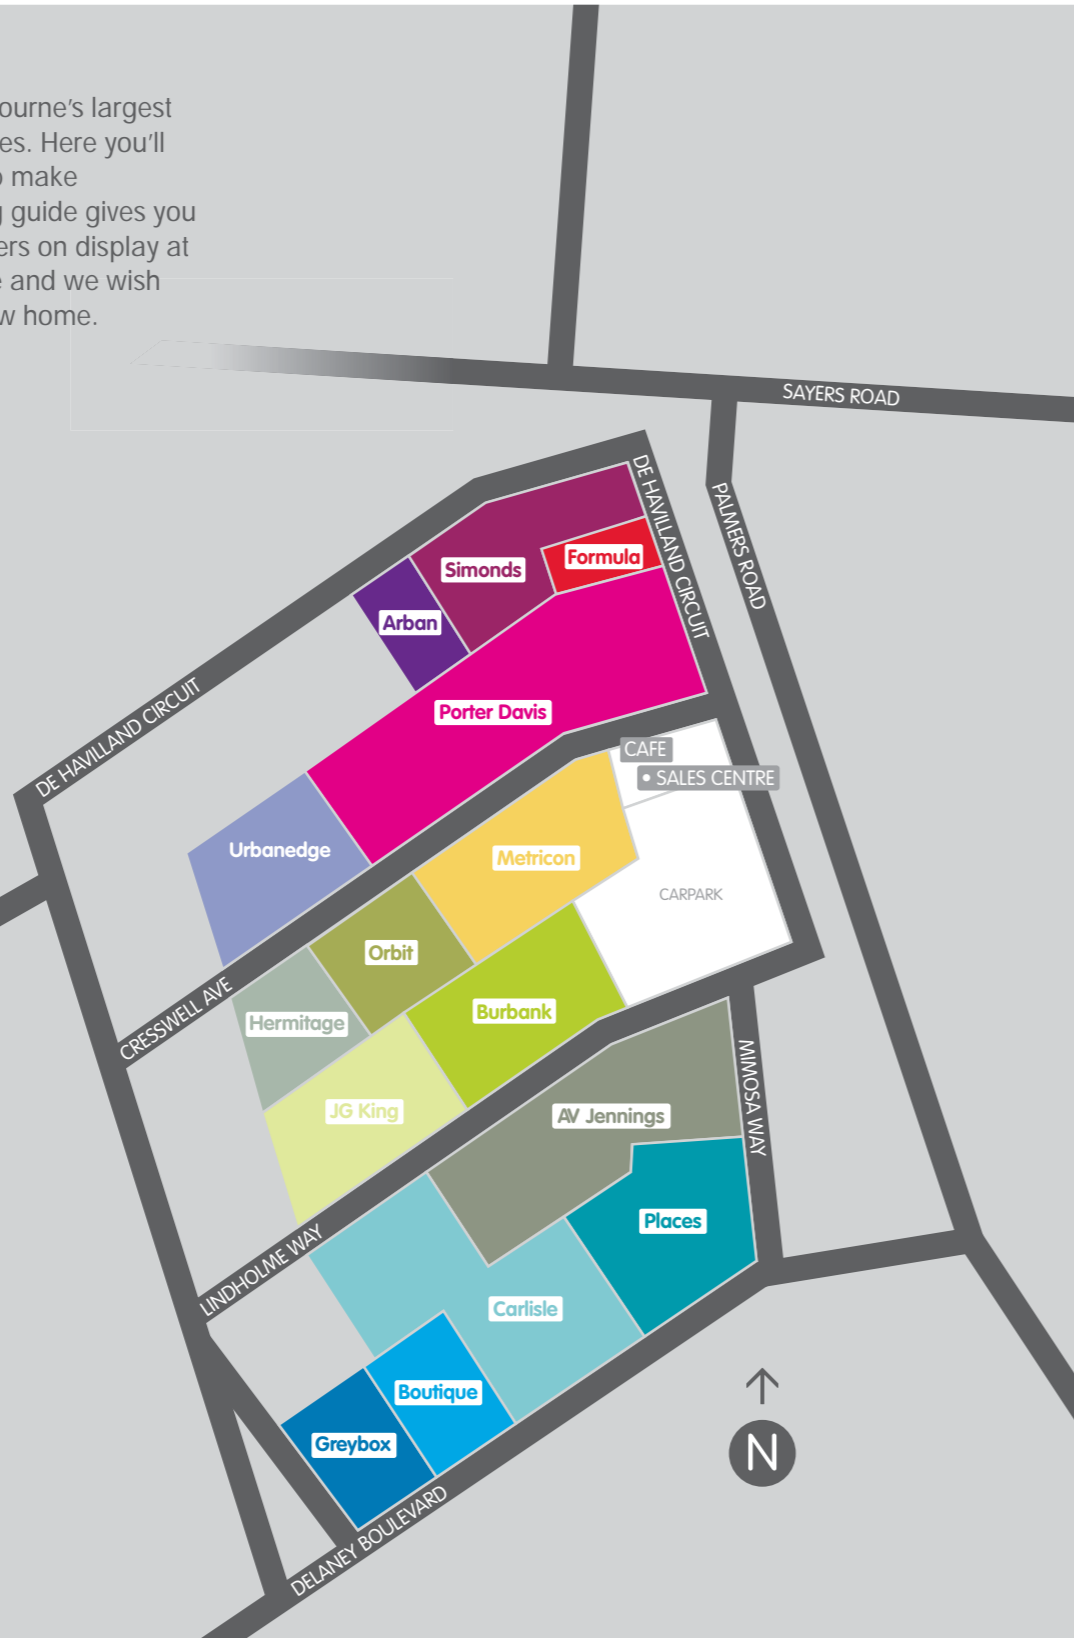 ourne's largest
es. Here you'll
o make
g guide gives you
ers on display at
e and we wish
w home.
SAYERS ROAD
DE HAVILLAND CIRCUIT
PALMERS ROAD
Formula
Simonds
Arban
DE HAVILLAND CIRCUIT
Porter Davis
CAFE
• SALES CENTRE
Urbanedge
Metricon
CARPARK
Orbit
CRESSWELL AVE
Hermitage
Burbank
JG King
AV Jennings
MIMOSA WAY
Places
LINDHOLME WAY
Carlisle
Boutique
Greybox
N
DELANEY BOULEVARD